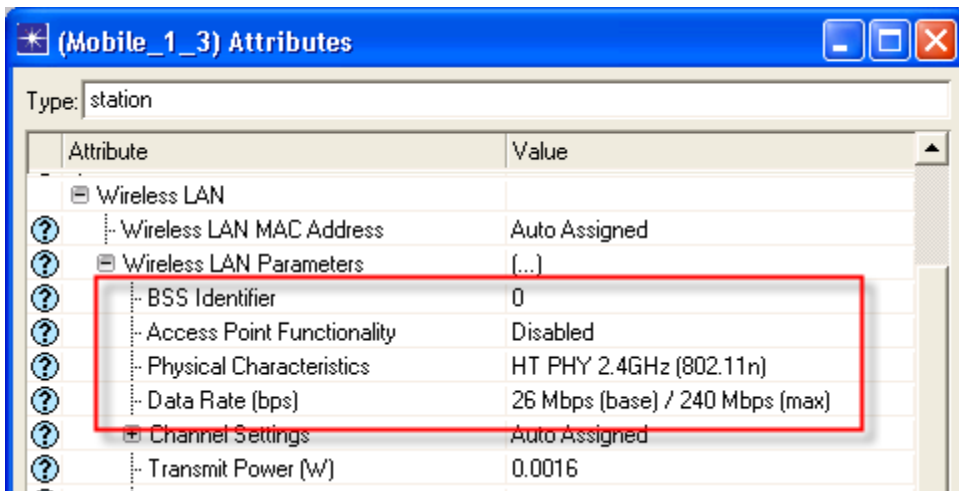 (Mobile_1_3) Attributes
Type: station
Attribute Value
Wireless LAN
Wireless LAN MAC Address Auto Assigned
Wireless LAN Parameters (...)
BSS Identifier 0
Access Point Functionality Disabled
Physical Characteristics HT PHY 2.4GHz (802.11n)
Data Rate (bps) 26 Mbps (base) / 240 Mbps (max)
Channel Settings Auto Assigned
Transmit Power (W) 0.0016